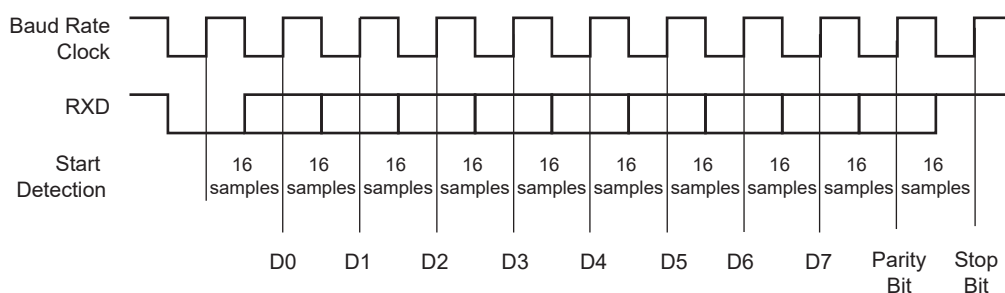 Baud Rate
Clock
RXD
Start
Detection
16 16 16 16 16 16 16 16 16 16
samples samples samples samples samples samples samples samples samples samples
D0 D1 D2 D3 D4 D5 D6 D7 Parity Stop
Bit Bit